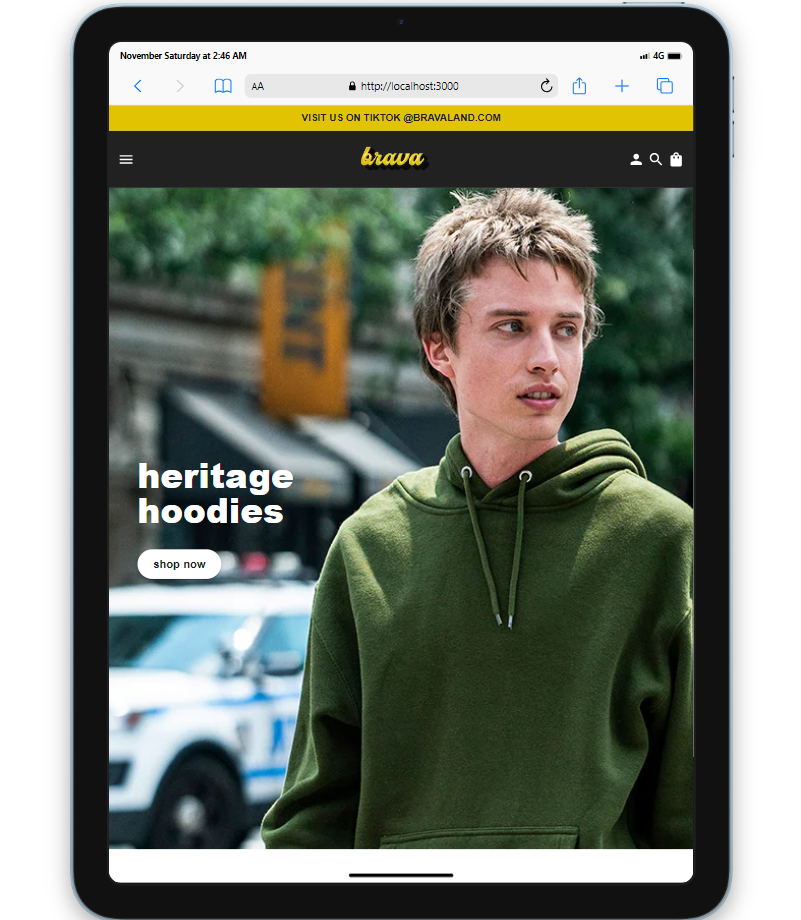 November Saturday at 2:46 AM
4G
AA
http://localhost:3000
VISIT US ON TIKTOK @BRAVALAND.COM
brava
heritage
hoodies
shop now